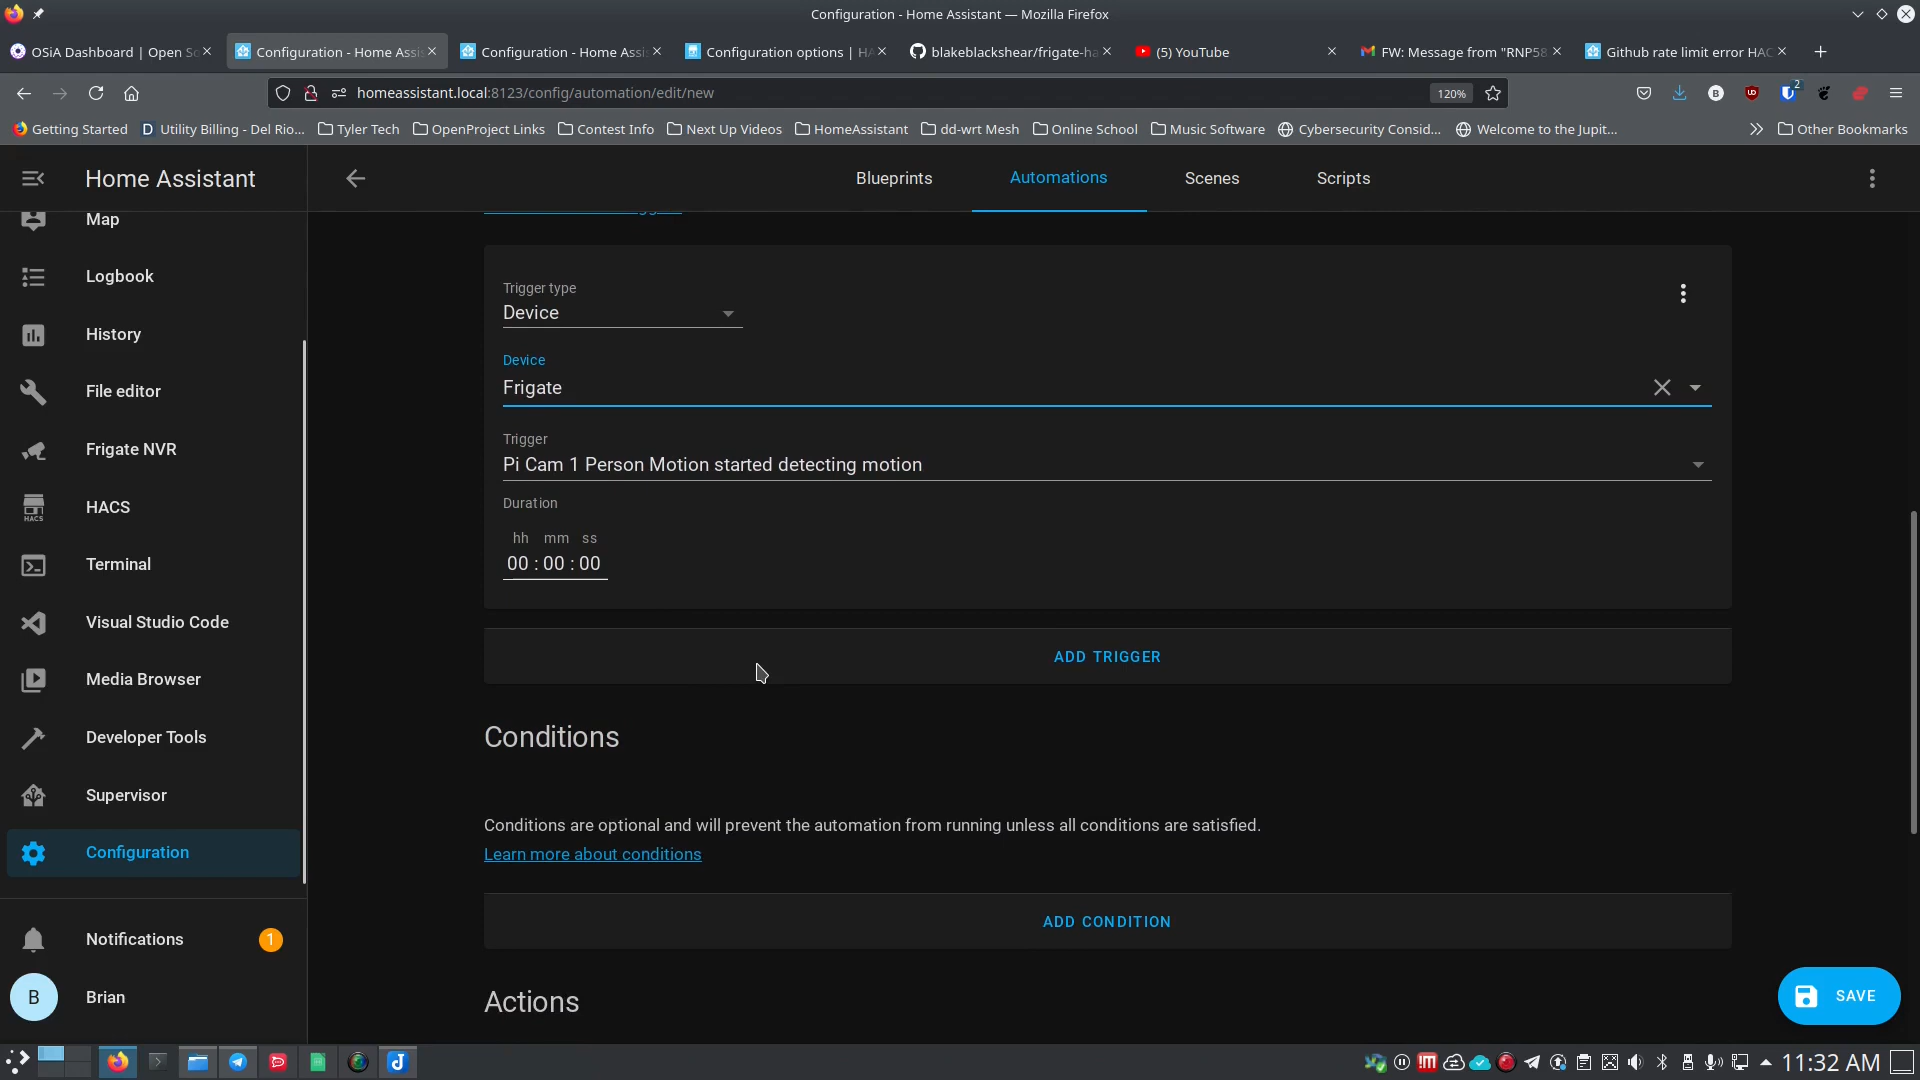 Configuration - Home Assistant — Mozilla Firefox
OSiA Dashboard | Open So
Configuration - Home Assis
Configuration - Home Assis
Configuration options | HA
blakeblackshear/frigate-ha
(5) YouTube
FW: Message from "RNP58
Github rate limit error HAC
homeassistant.local:8123/config/automation/edit/new
120%
2
Getting Started
Utility Billing - Del Rio...
Tyler Tech
OpenProject Links
Contest Info
Next Up Videos
HomeAssistant
dd-wrt Mesh
Online School
Music Software
Cybersecurity Consid...
Welcome to the Jupit...
Other Bookmarks
Home Assistant
Blueprints
Automations
Scenes
Scripts
Map
Logbook
History
File editor
Frigate NVR
HACS
HACS
Terminal
Visual Studio Code
Media Browser
Developer Tools
Supervisor
Configuration
Notifications
1
B
Brian
Trigger type
Device
Device
Frigate
Trigger
Pi Cam 1 Person Motion started detecting motion
Duration
hh mm ss
00 : 00 : 00
ADD TRIGGER
Conditions
Conditions are optional and will prevent the automation from running unless all conditions are satisfied.
Learn more about conditions
ADD CONDITION
Actions
SAVE
11:32 AM